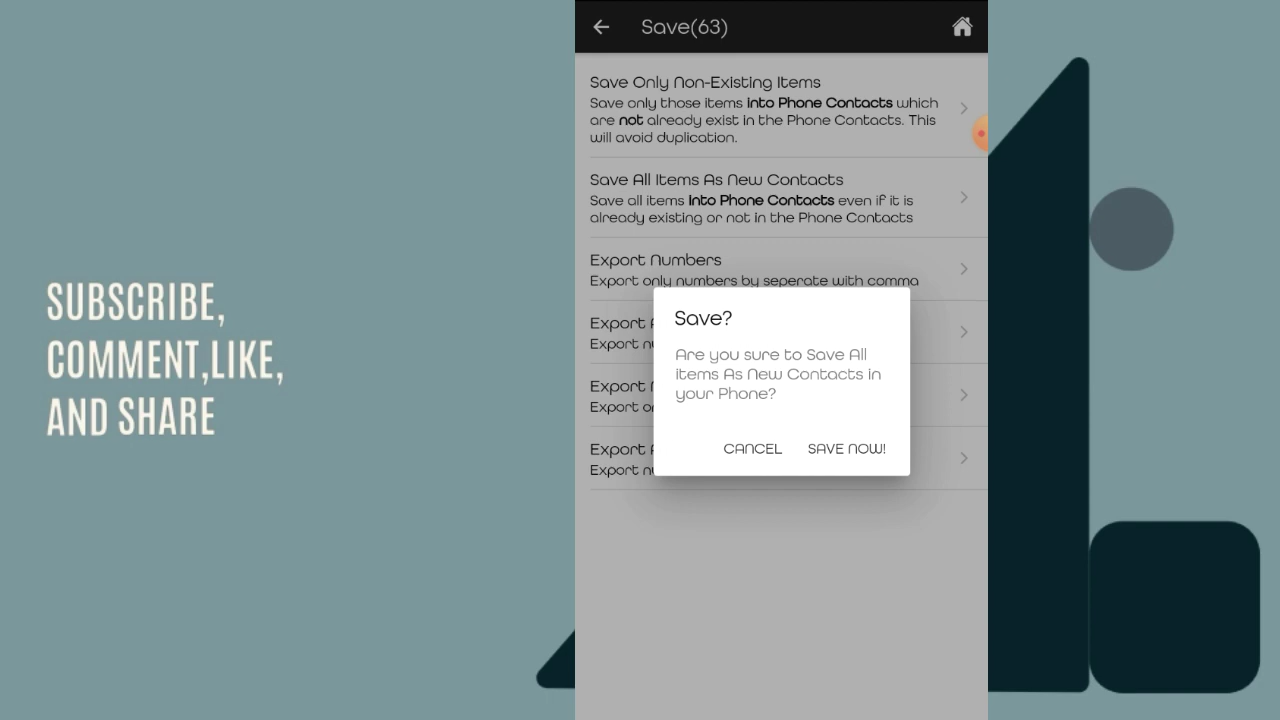 SUBSCRIBE,
COMMENT,LIKE,
AND SHARE
Save(63)
Save Only Non-Existing Items
Save only those items into Phone Contacts which
are not already exist in the Phone Contacts. This
will avoid duplication.
Save All Items As New Contacts
Save all items into Phone Contacts even if it is
already existing or not in the Phone Contacts
Export Numbers
Export only numbers by seperate with comma
Export
Export
Export
Export
Export
Export
Save?
Are you sure to Save All
items As New Contacts in
your Phone?
CANCEL SAVE NOW!